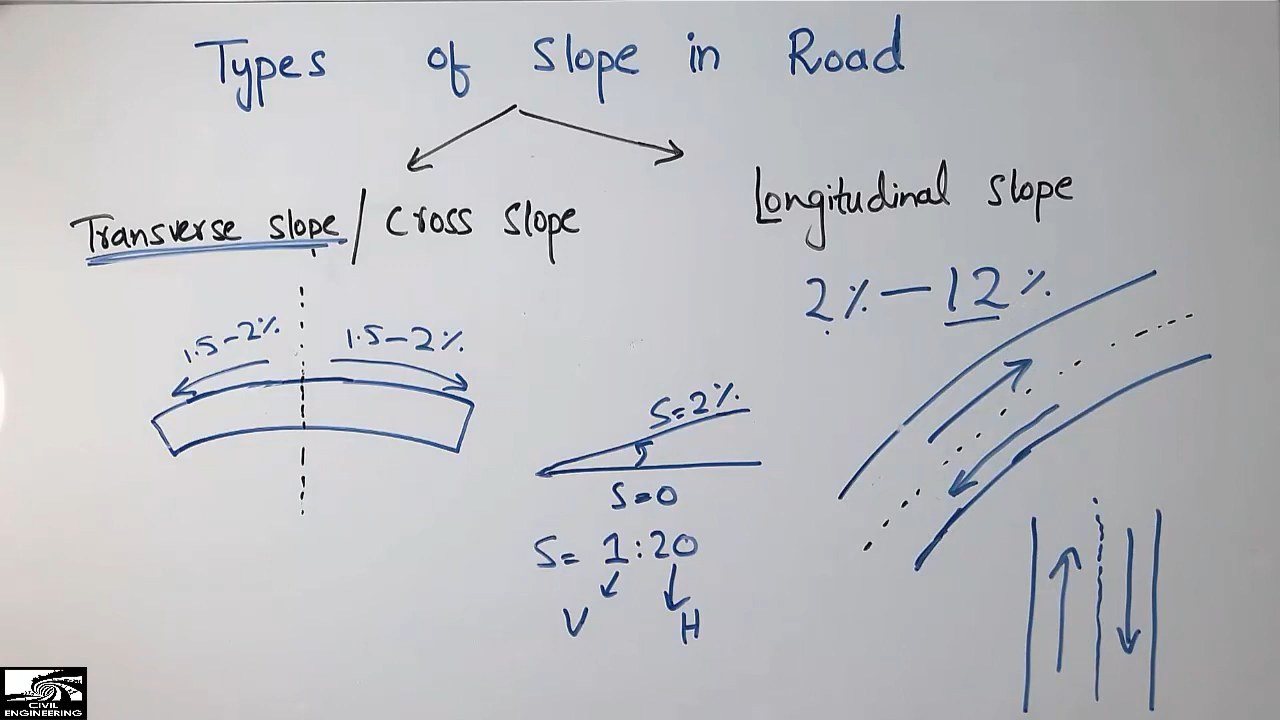 Types of Slope in Road
Transverse slope / Cross Slope
Longitudinal Slope
1.5-2% 1.5-2%
2% - 12%
S=2%
S=0
S= 1:20
V H
CIVIL
ENGINEERING